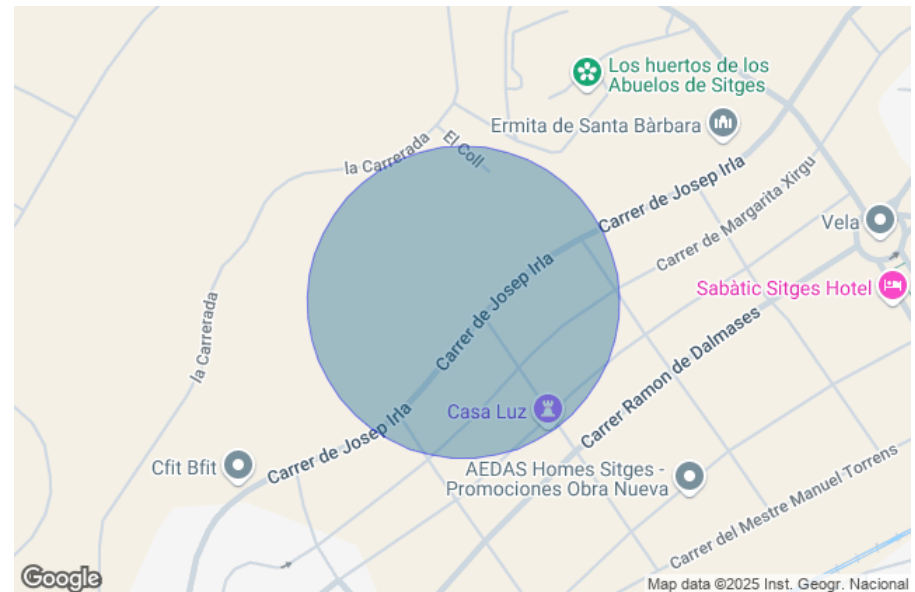 Los huertos de los
Abuelos de Sitges
Ermita de Santa Bàrbara
la Carrerada
El Coll
Carrer de Josep Irla
Carrer de Margarita Xirgu
Vela
Sabàtic Sitges Hotel
Carrer de Josep Irla
la Carrerada
Carrer Ramon de Dalmases
Casa Luz
Carrer de Josep Irla
Cfit Bfit
AEDAS Homes Sitges -
Promociones Obra Nueva
Carrer del Mestre Manuel Torrens
Google
Map data ©2025 Inst. Geogr. Nacional